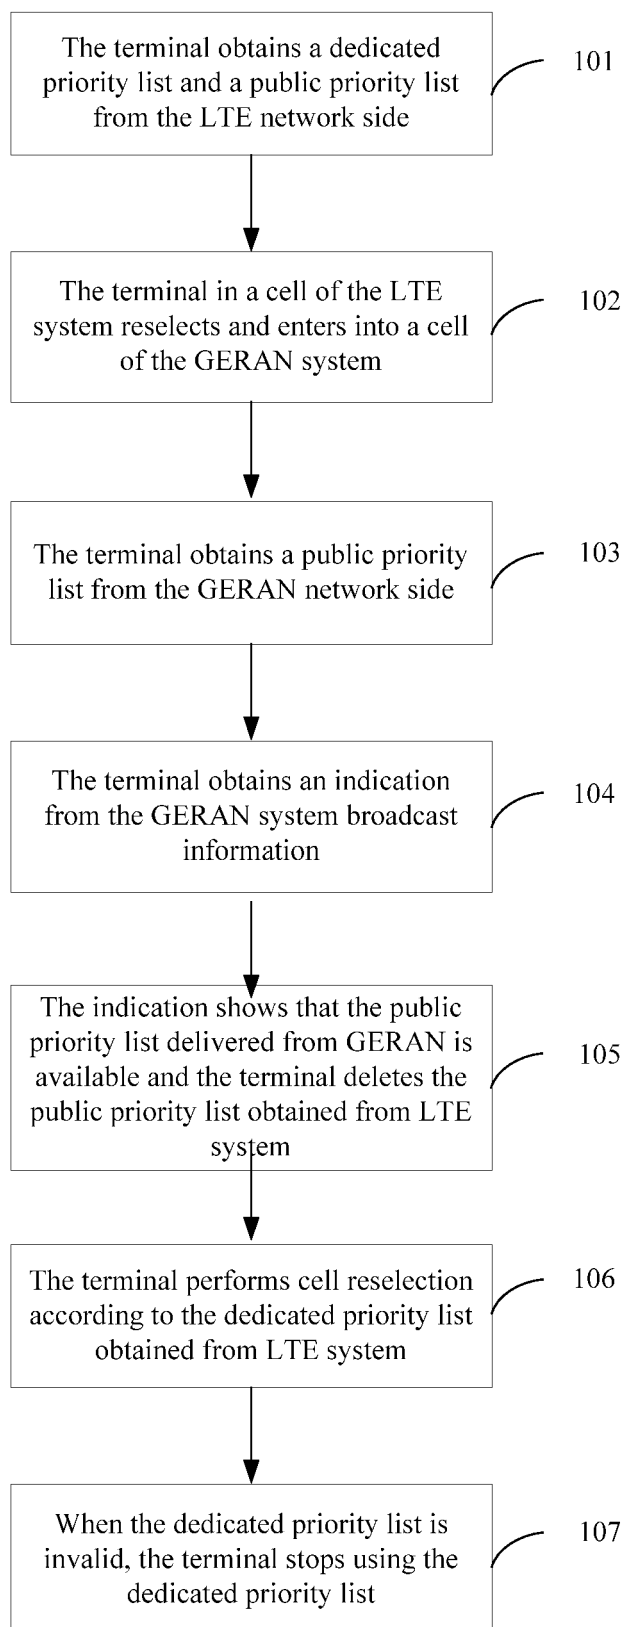 The terminal obtains a dedicated
priority list and a public priority list
from the LTE network side
101
The terminal in a cell of the LTE
system reselects and enters into a cell
of the GERAN system
102
The terminal obtains a public priority
list from the GERAN network side
103
The terminal obtains an indication
from the GERAN system broadcast
information
104
The indication shows that the public
priority list delivered from GERAN is
available and the terminal deletes the
public priority list obtained from LTE
system
105
The terminal performs cell reselection
according to the dedicated priority list
obtained from LTE system
106
When the dedicated priority list is
invalid, the terminal stops using the
dedicated priority list
107